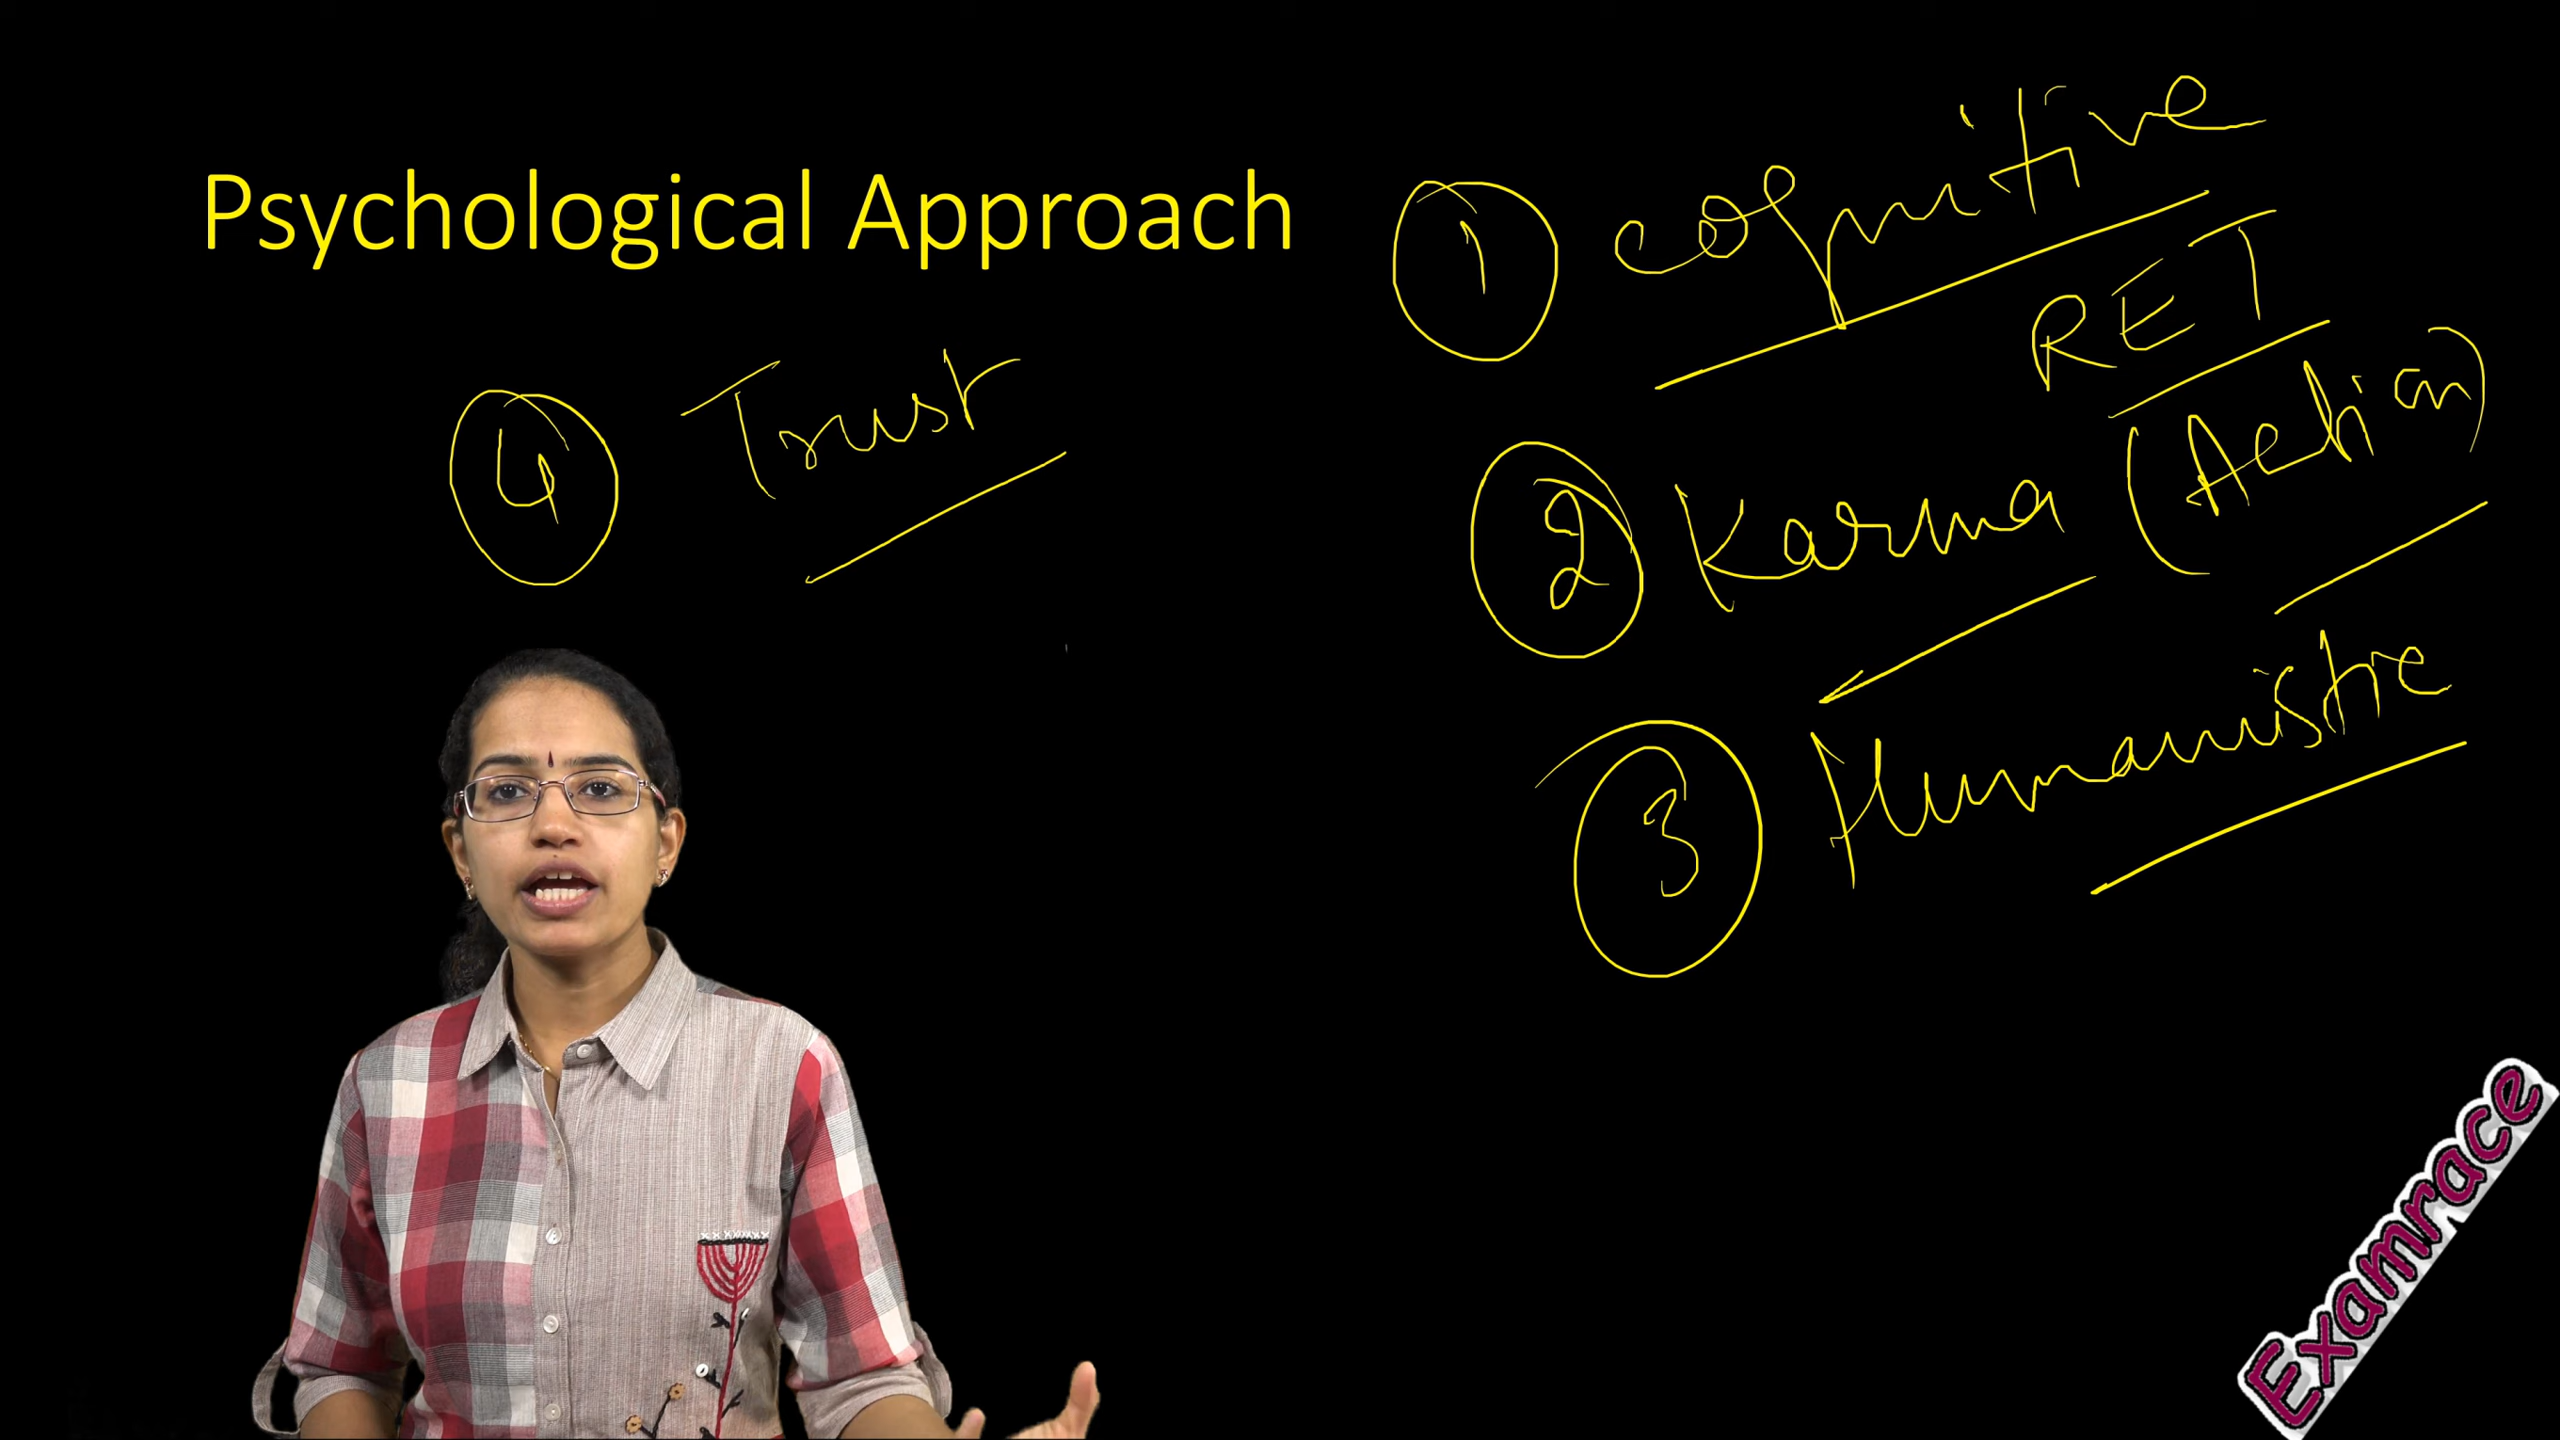 Psychological Approach
① cognitive
RET
② Karma (Action)
③ Humanistic
④ Trust
Examrace